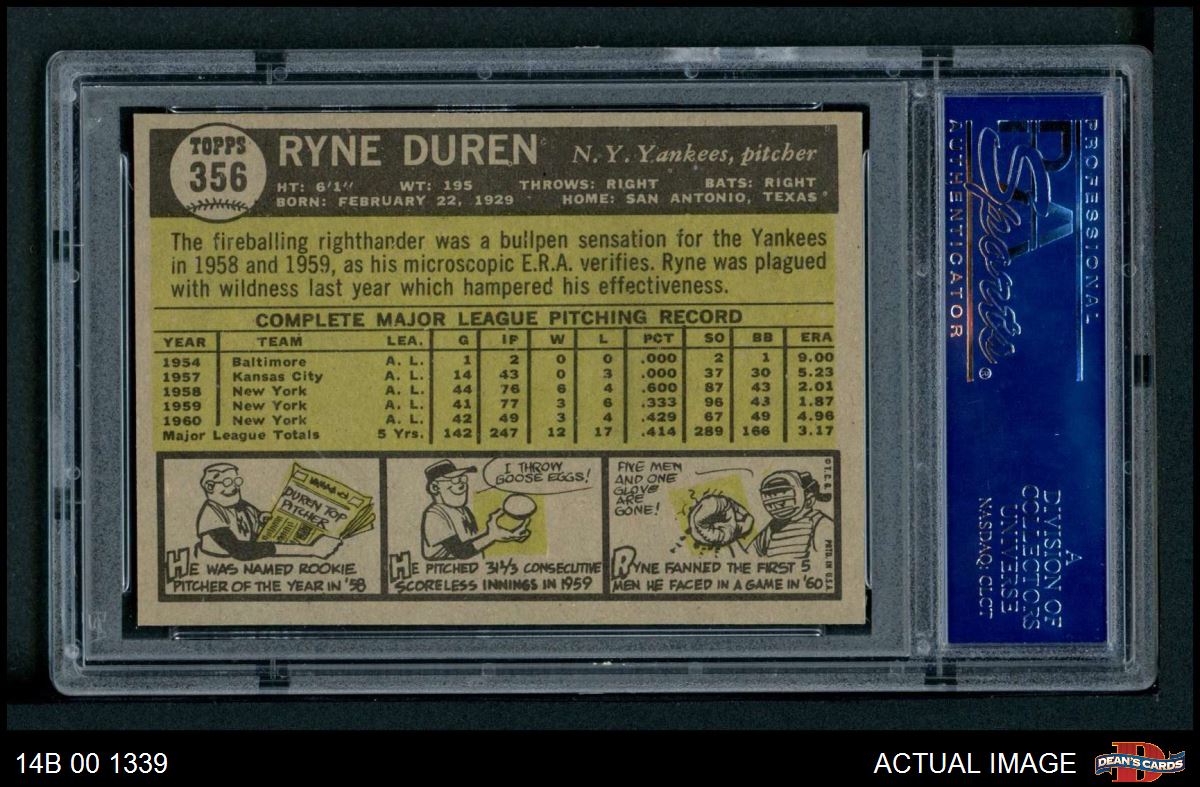 TOPPS
356
RYNE DUREN N. Y. Yankees, pitcher
HT: 6'1" WT: 195 THROWS: RIGHT BATS: RIGHT
BORN: FEBRUARY 22, 1929 HOME: SAN ANTONIO, TEXAS
The fireballing righthander was a bullpen sensation for the Yankees
in 1958 and 1959, as his microscopic E.R.A. verifies. Ryne was plagued
with wildness last year which hampered his effectiveness.
COMPLETE MAJOR LEAGUE PITCHING RECORD
YEAR TEAM LEA. G IP W L PCT SO BB ERA
1954 Baltimore A. L. 1 2 0 0 .000 2 1 9.00
1957 Kansas City A. L. 14 43 0 3 .000 37 30 5.23
1958 New York A. L. 44 76 6 4 .600 87 43 2.01
1959 New York A. L. 41 77 3 6 .333 96 43 1.87
1960 New York A. L. 42 49 3 4 .429 67 49 4.96
Major League Totals 5 Yrs. 142 247 12 17 .414 289 166 3.17
DUREN TOP
PITCHER
HE WAS NAMED ROOKIE
PITCHER OF THE YEAR IN '58
I THROW
GOOSE EGGS!
HE PITCHED 31 1/3 CONSECUTIVE
SCORELESS INNINGS IN 1959
FIVE MEN
AND ONE
GLOVE
ARE
GONE!
RYNE FANNED THE FIRST 5
MEN HE FACED IN A GAME IN '60
© T.C.G.
PRTD. IN U.S.A.
PROFESSIONAL
PSA
Sports®
AUTHENTICATOR
A
DIVISION OF
COLLECTORS
UNIVERSE
NASDAQ: CLCT
14B 00 1339
ACTUAL IMAGE
D
DEAN'S CARDS